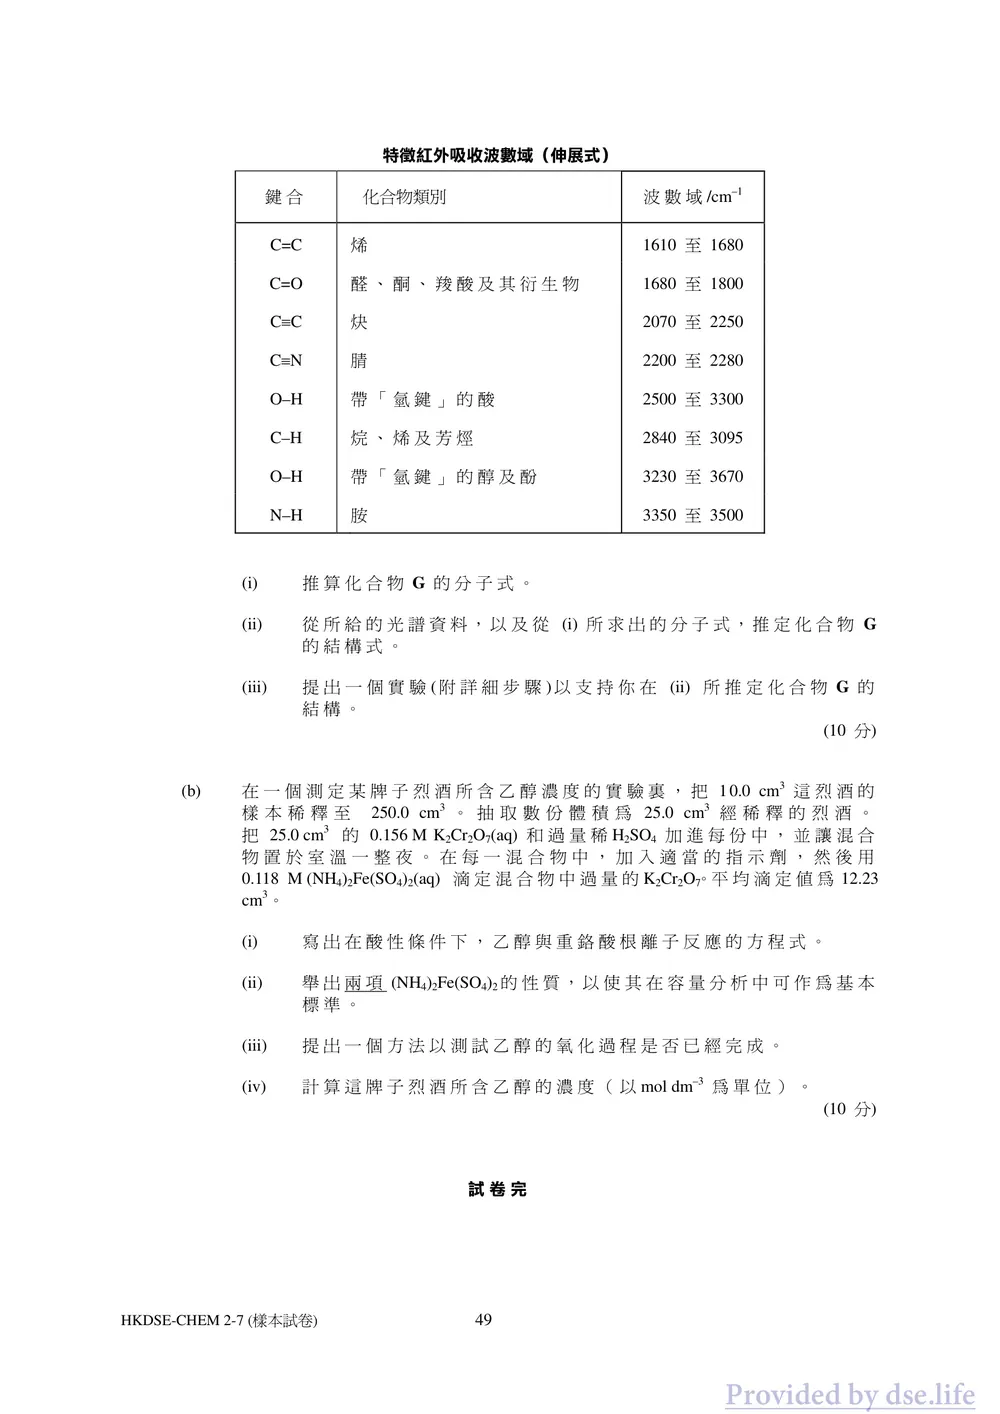 特徵紅外吸收波數域（伸展式）
鍵合 化合物類別 波數域/cm⁻¹
C=C 烯 1610 至 1680
C=O 醛、酮、羧酸及其衍生物 1680 至 1800
C≡C 炔 2070 至 2250
C≡N 腈 2200 至 2280
O–H 帶「氫鍵」的酸 2500 至 3300
C–H 烷、烯及芳烴 2840 至 3095
O–H 帶「氫鍵」的醇及酚 3230 至 3670
N–H 胺 3350 至 3500
(i) 推算化合物 G 的分子式。
(ii) 從所給的光譜資料，以及從 (i) 所求出的分子式，推定化合物 G
的結構式。
(iii) 提出一個實驗(附詳細步驟)以支持你在 (ii) 所推定化合物 G 的
結構。
(10 分)
(b) 在一個測定某牌子烈酒所含乙醇濃度的實驗裏，把 10.0 cm³ 這烈酒的
樣本稀釋至 250.0 cm³。抽取數份體積為 25.0 cm³ 經稀釋的烈酒。
把 25.0 cm³ 的 0.156 M K₂Cr₂O₇(aq) 和過量稀 H₂SO₄ 加進每份中，並讓混合
物置於室溫一整夜。在每一混合物中，加入適當的指示劑，然後用
0.118 M (NH₄)₂Fe(SO₄)₂(aq) 滴定混合物中過量的 K₂Cr₂O₇。平均滴定值為 12.23
cm³。
(i) 寫出在酸性條件下，乙醇與重鉻酸根離子反應的方程式。
(ii) 舉出兩項 (NH₄)₂Fe(SO₄)₂ 的性質，以使其在容量分析中可作為基本
標準。
(iii) 提出一個方法以測試乙醇的氧化過程是否已經完成。
(iv) 計算這牌子烈酒所含乙醇的濃度（以 mol dm⁻³ 為單位）。
(10 分)
試卷完
HKDSE-CHEM 2-7 (樣本試卷) 49
Provided by dse.life